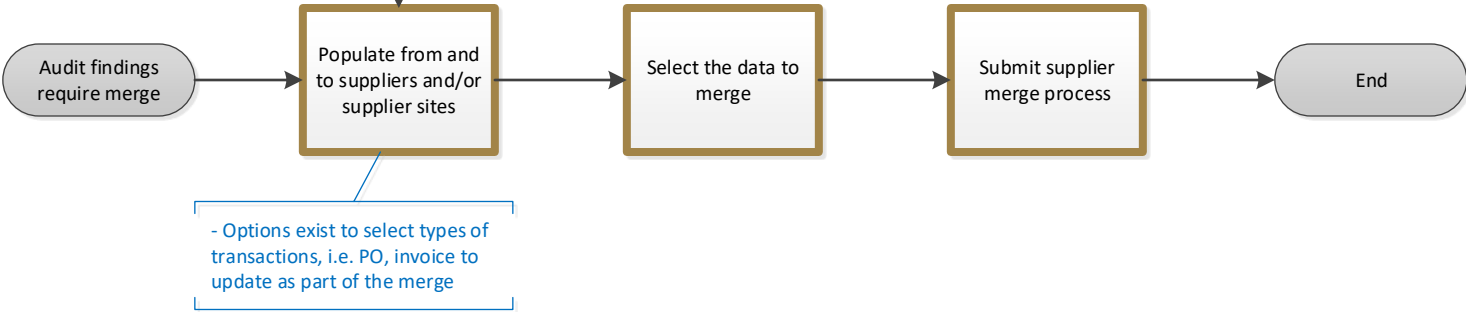 Audit findings
require merge
Populate from and
to suppliers and/or
supplier sites
Select the data to
merge
Submit supplier
merge process
End
- Options exist to select types of
transactions, i.e. PO, invoice to
update as part of the merge